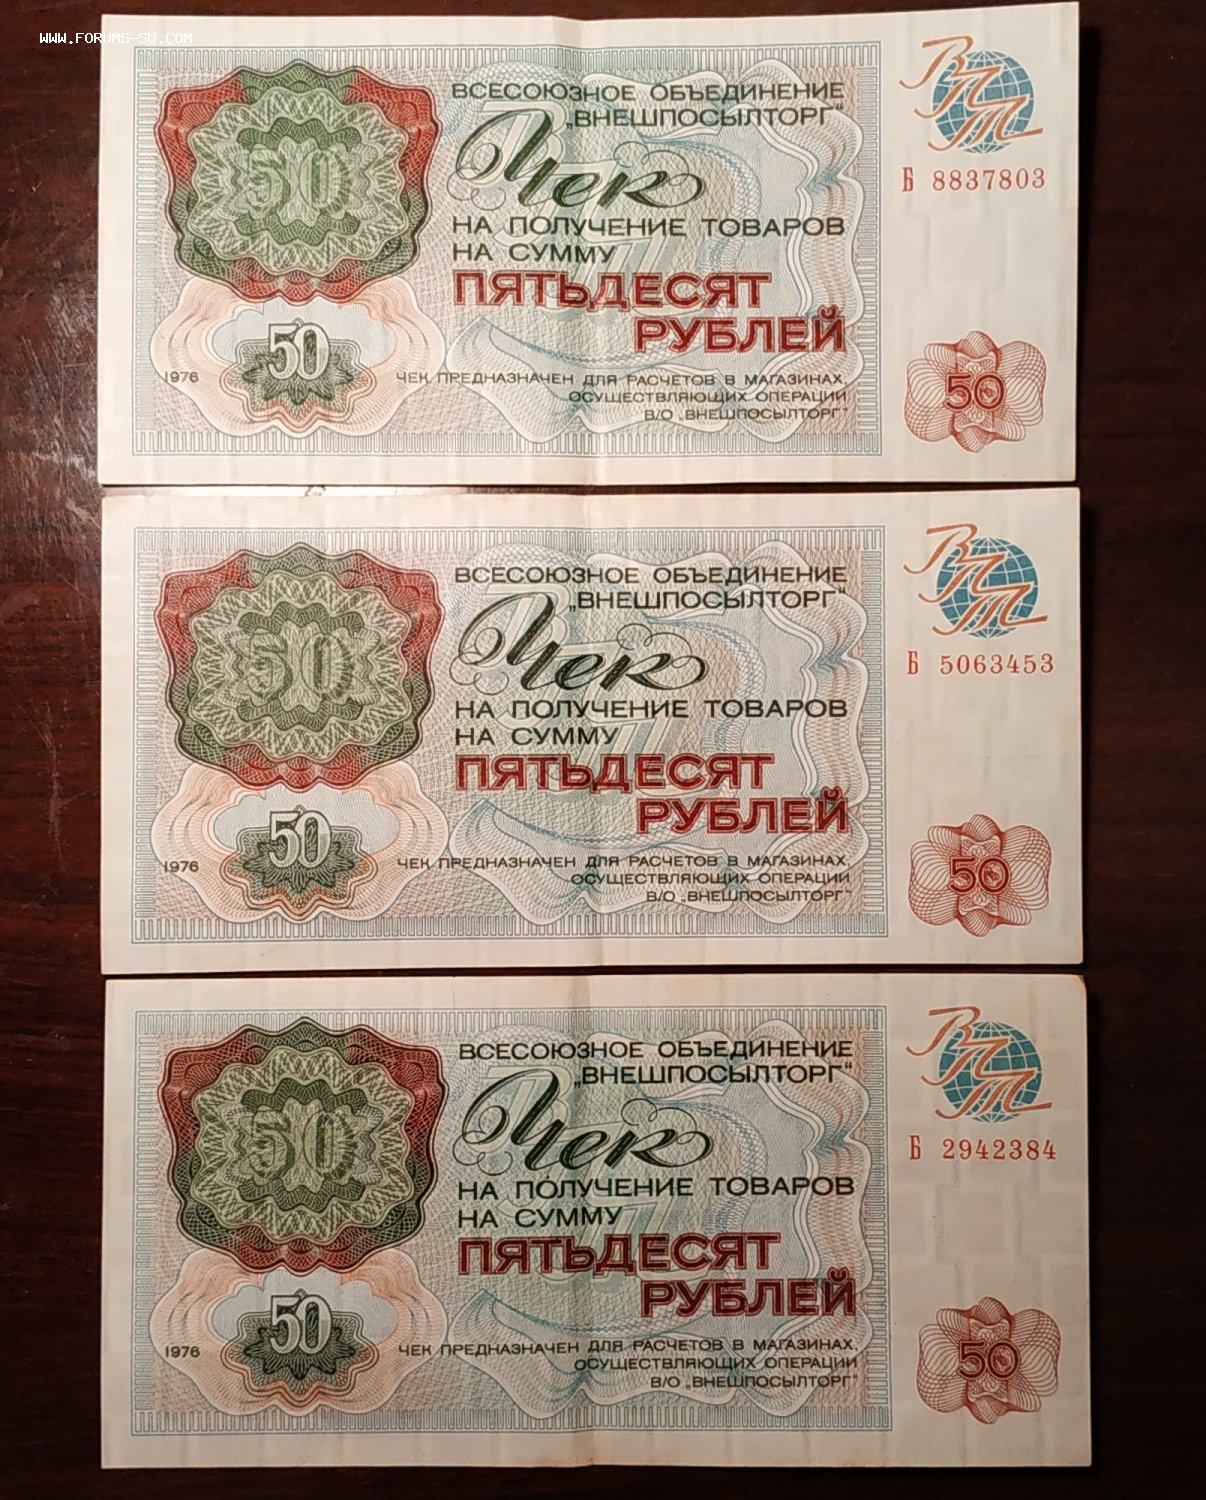 WWW.FORUMS-SU.COM
ВСЕСОЮЗНОЕ ОБЪЕДИНЕНИЕ
„ВНЕШПОСЫЛТОРГ“
ВПТ
Б 8837803
50
Чек
НА ПОЛУЧЕНИЕ ТОВАРОВ
НА СУММУ
ПЯТЬДЕСЯТ
РУБЛЕЙ
50
1976
ЧЕК ПРЕДНАЗНАЧЕН ДЛЯ РАСЧЕТОВ В МАГАЗИНАХ,
ОСУЩЕСТВЛЯЮЩИХ ОПЕРАЦИИ
В/О „ВНЕШПОСЫЛТОРГ“
50
ВСЕСОЮЗНОЕ ОБЪЕДИНЕНИЕ
„ВНЕШПОСЫЛТОРГ“
ВПТ
Б 5063453
50
Чек
НА ПОЛУЧЕНИЕ ТОВАРОВ
НА СУММУ
ПЯТЬДЕСЯТ
РУБЛЕЙ
50
1976
ЧЕК ПРЕДНАЗНАЧЕН ДЛЯ РАСЧЕТОВ В МАГАЗИНАХ,
ОСУЩЕСТВЛЯЮЩИХ ОПЕРАЦИИ
В/О „ВНЕШПОСЫЛТОРГ“
50
ВСЕСОЮЗНОЕ ОБЪЕДИНЕНИЕ
„ВНЕШПОСЫЛТОРГ“
ВПТ
Б 2942384
50
Чек
НА ПОЛУЧЕНИЕ ТОВАРОВ
НА СУММУ
ПЯТЬДЕСЯТ
РУБЛЕЙ
50
1976
ЧЕК ПРЕДНАЗНАЧЕН ДЛЯ РАСЧЕТОВ В МАГАЗИНАХ,
ОСУЩЕСТВЛЯЮЩИХ ОПЕРАЦИИ
В/О „ВНЕШПОСЫЛТОРГ“
50